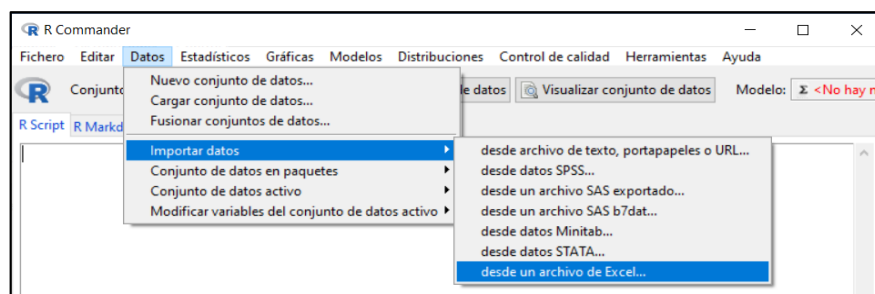 R Commander
Fichero Editar Datos Estadísticos Gráficas Modelos Distribuciones Control de calidad Herramientas Ayuda
R Conjunto de datos Visualizar conjunto de datos Modelo: Σ <No hay
R Script
Nuevo conjunto de datos...
Cargar conjunto de datos...
Fusionar conjuntos de datos...
Importar datos
Conjunto de datos en paquetes
Conjunto de datos activo
Modificar variables del conjunto de datos activo
desde archivo de texto, portapapeles o URL...
desde datos SPSS...
desde un archivo SAS exportado...
desde un archivo SAS b7dat...
desde datos Minitab...
desde datos STATA...
desde un archivo de Excel...